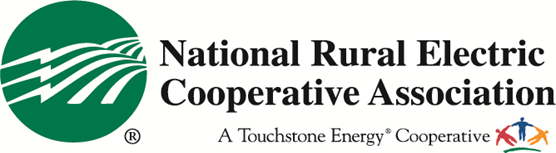 National Rural Electric
Cooperative Association
®
A Touchstone Energy® Cooperative